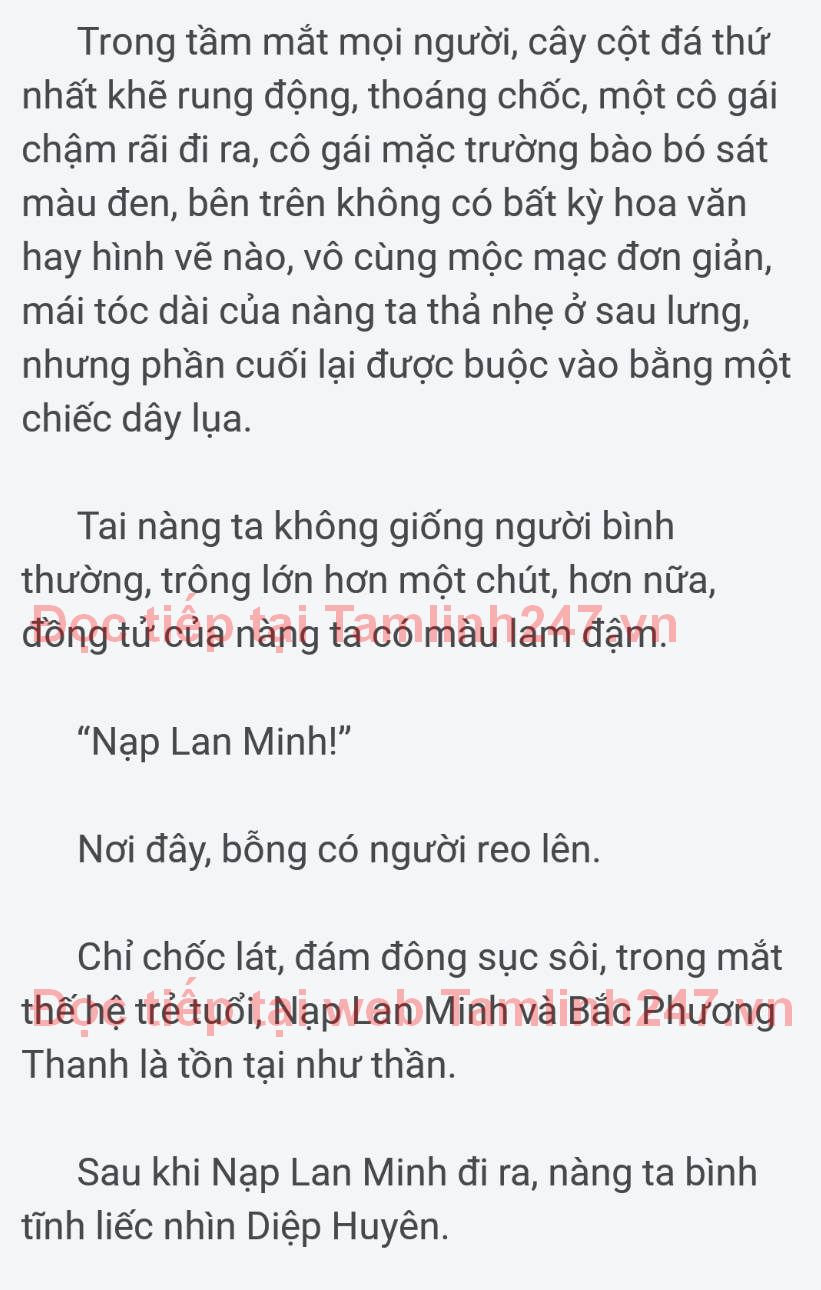 Trong tầm mắt mọi người, cây cột đá thứ
nhất khẽ rung động, thoáng chốc, một cô gái
chậm rãi đi ra, cô gái mặc trường bào bó sát
màu đen, bên trên không có bất kỳ hoa văn
hay hình vẽ nào, vô cùng mộc mạc đơn giản,
mái tóc dài của nàng ta thả nhẹ ở sau lưng,
nhưng phần cuối lại được buộc vào bằng một
chiếc dây lụa.
Tai nàng ta không giống người bình
thường, trông lớn hơn một chút, hơn nữa,
Đọc tiếp tại Tamlinh247.vn
đồng tử của nàng ta có màu lam đậm.
“Nạp Lan Minh!”
Nơi đây, bỗng có người reo lên.
Chỉ chốc lát, đám đông sục sôi, trong mắt
Đọc tiếp tại web Tamlinh247.vn
thế hệ trẻ tuổi, Nạp Lan Minh và Bắc Phương
Thanh là tồn tại như thần.
Sau khi Nạp Lan Minh đi ra, nàng ta bình
tĩnh liếc nhìn Diệp Huyên.